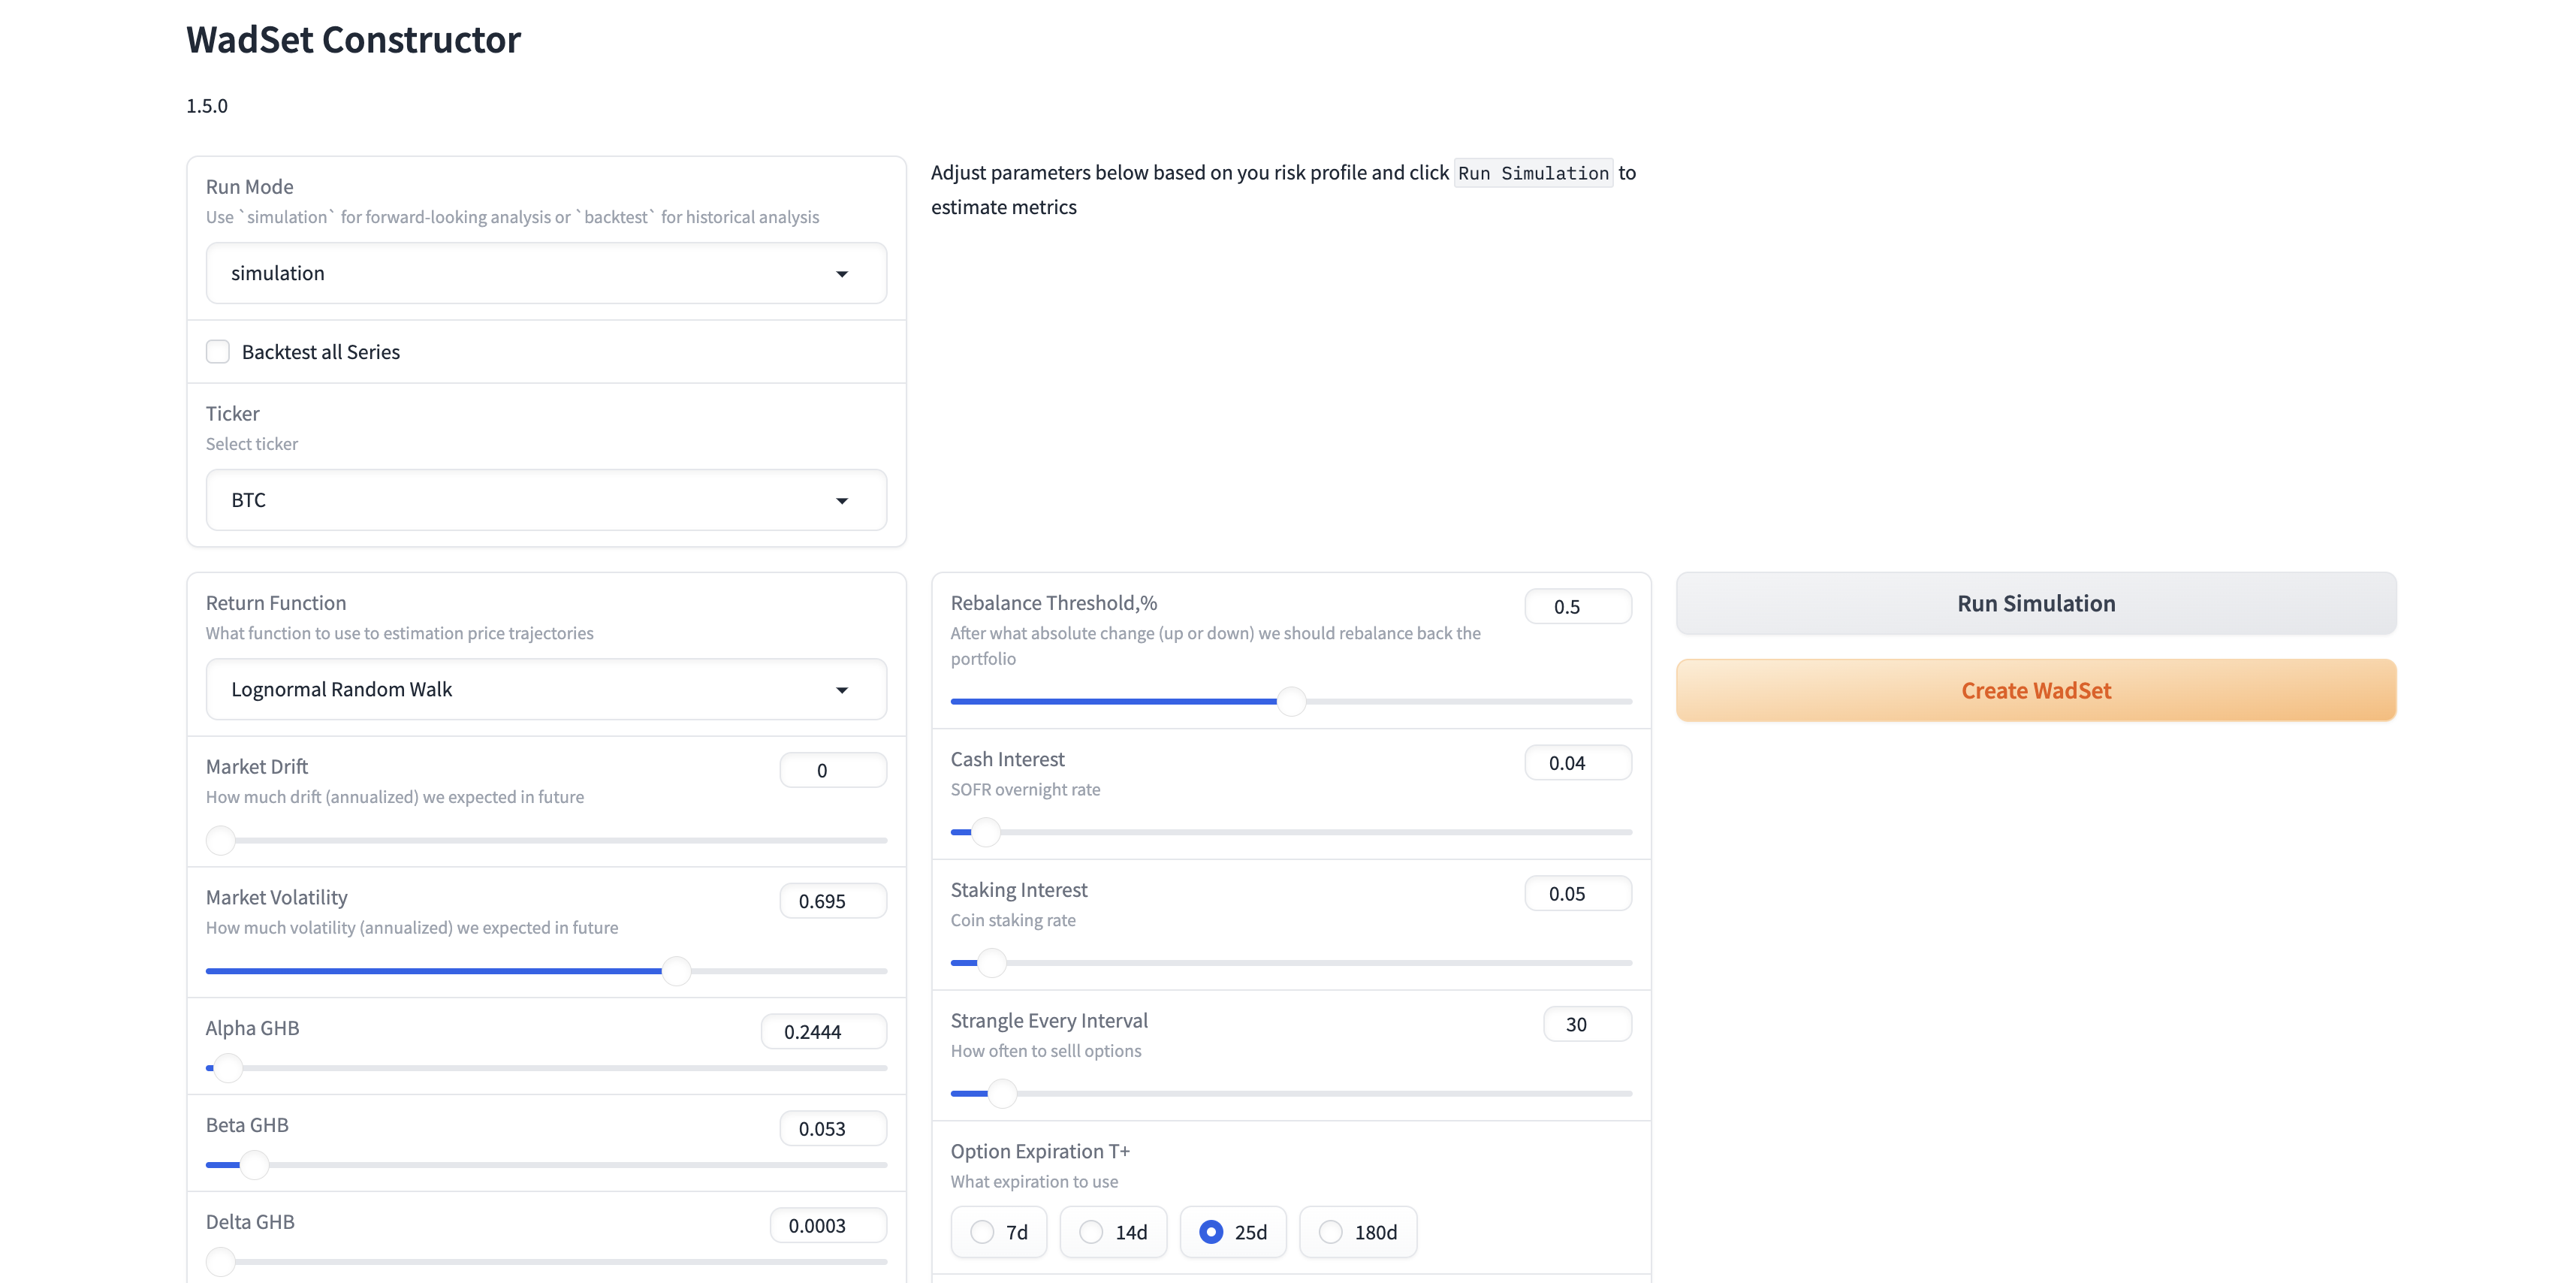 WadSet Constructor
1.5.0
Run Mode
Use `simulation` for forward-looking analysis or `backtest` for historical analysis
simulation
Backtest all Series
Ticker
Select ticker
BTC
Adjust parameters below based on you risk profile and click Run Simulation to
estimate metrics
Return Function
What function to use to estimation price trajectories
Lognormal Random Walk
Market Drift
0
How much drift (annualized) we expected in future
Market Volatility
0.695
How much volatility (annualized) we expected in future
Alpha GHB
0.2444
Beta GHB
0.053
Delta GHB
0.0003
Rebalance Threshold,%
0.5
After what absolute change (up or down) we should rebalance back the
portfolio
Cash Interest
0.04
SOFR overnight rate
Staking Interest
0.05
Coin staking rate
Strangle Every Interval
30
How often to selll options
Option Expiration T+
What expiration to use
7d
14d
25d
180d
Run Simulation
Create WadSet